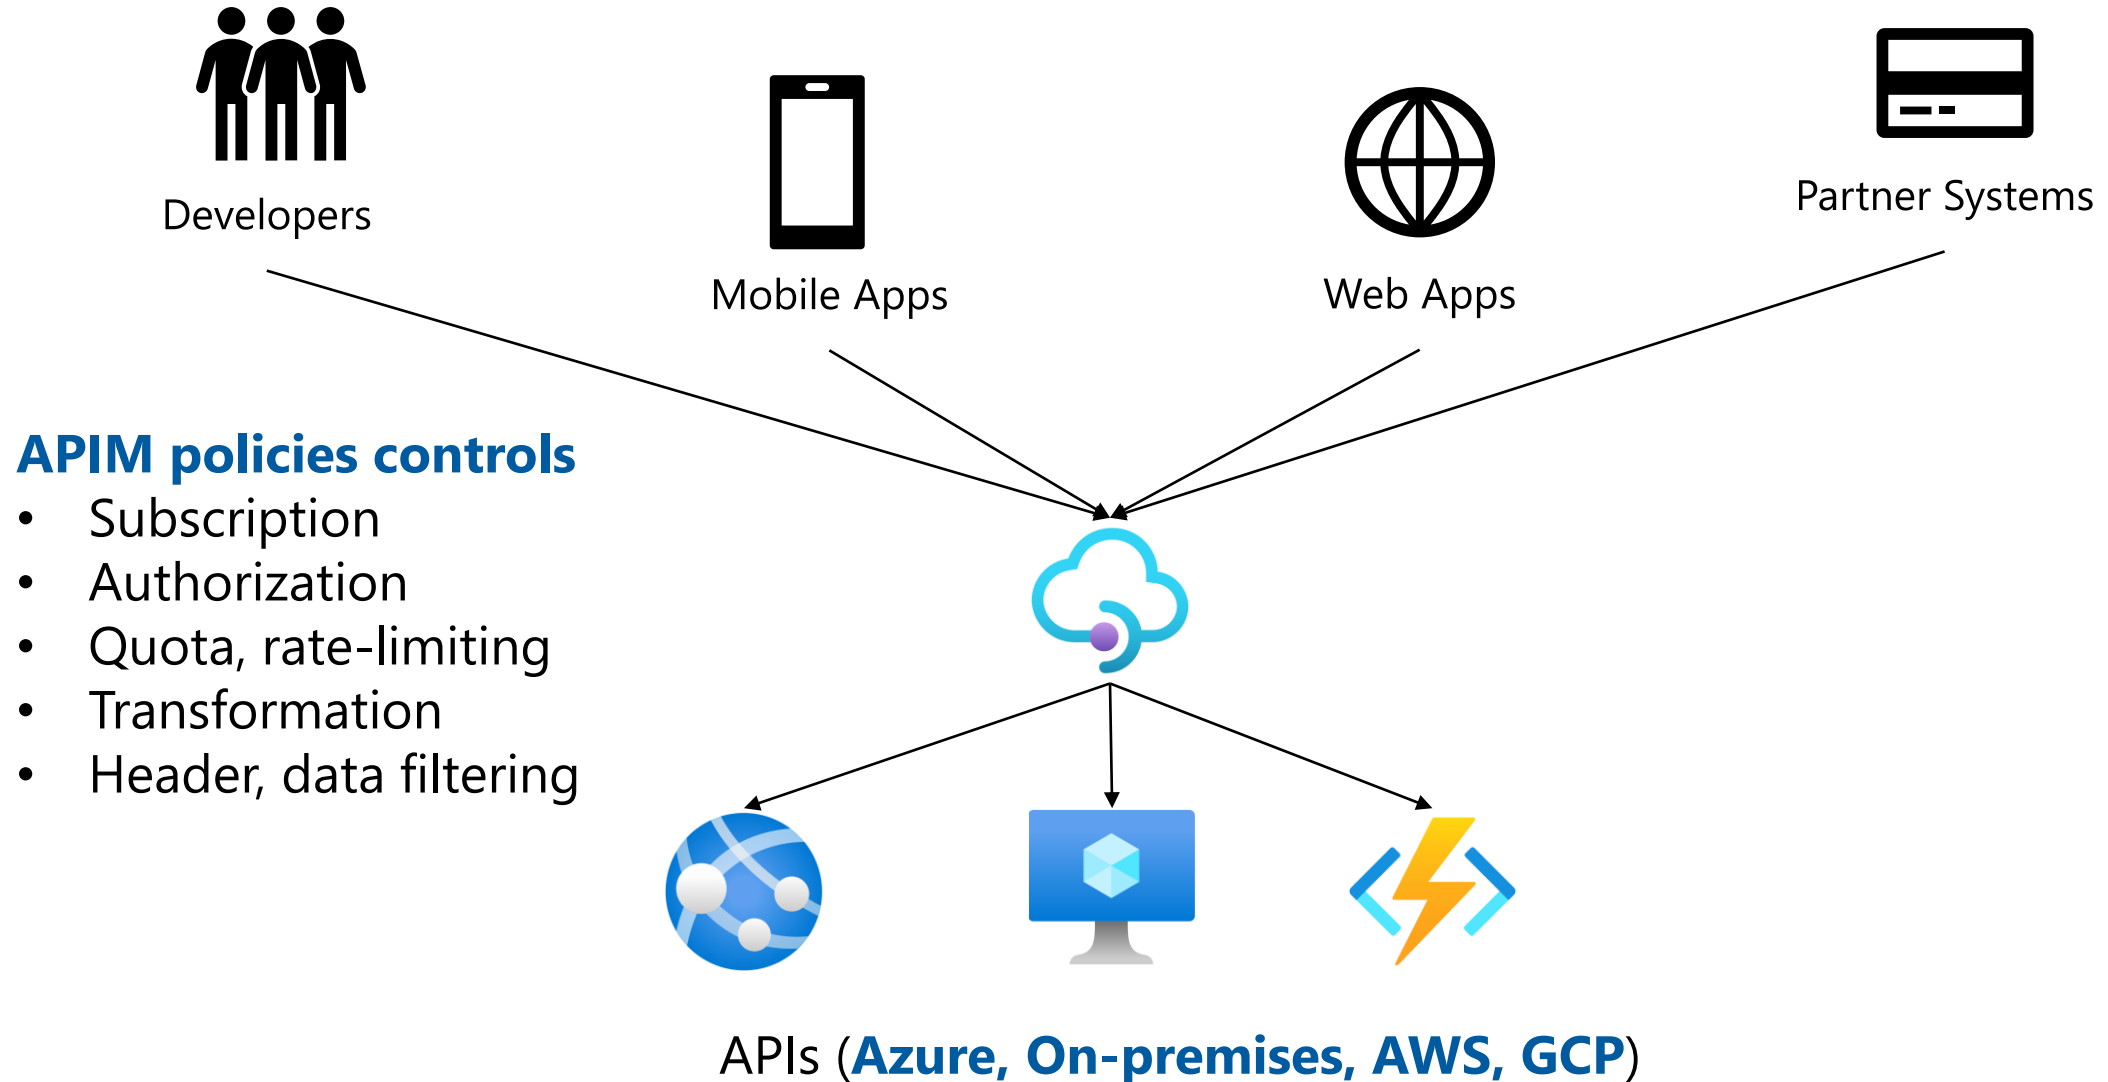 Developers
Mobile Apps
Web Apps
Partner Systems
APIM policies controls
• Subscription
• Authorization
• Quota, rate-limiting
• Transformation
• Header, data filtering
APIs (Azure, On-premises, AWS, GCP)